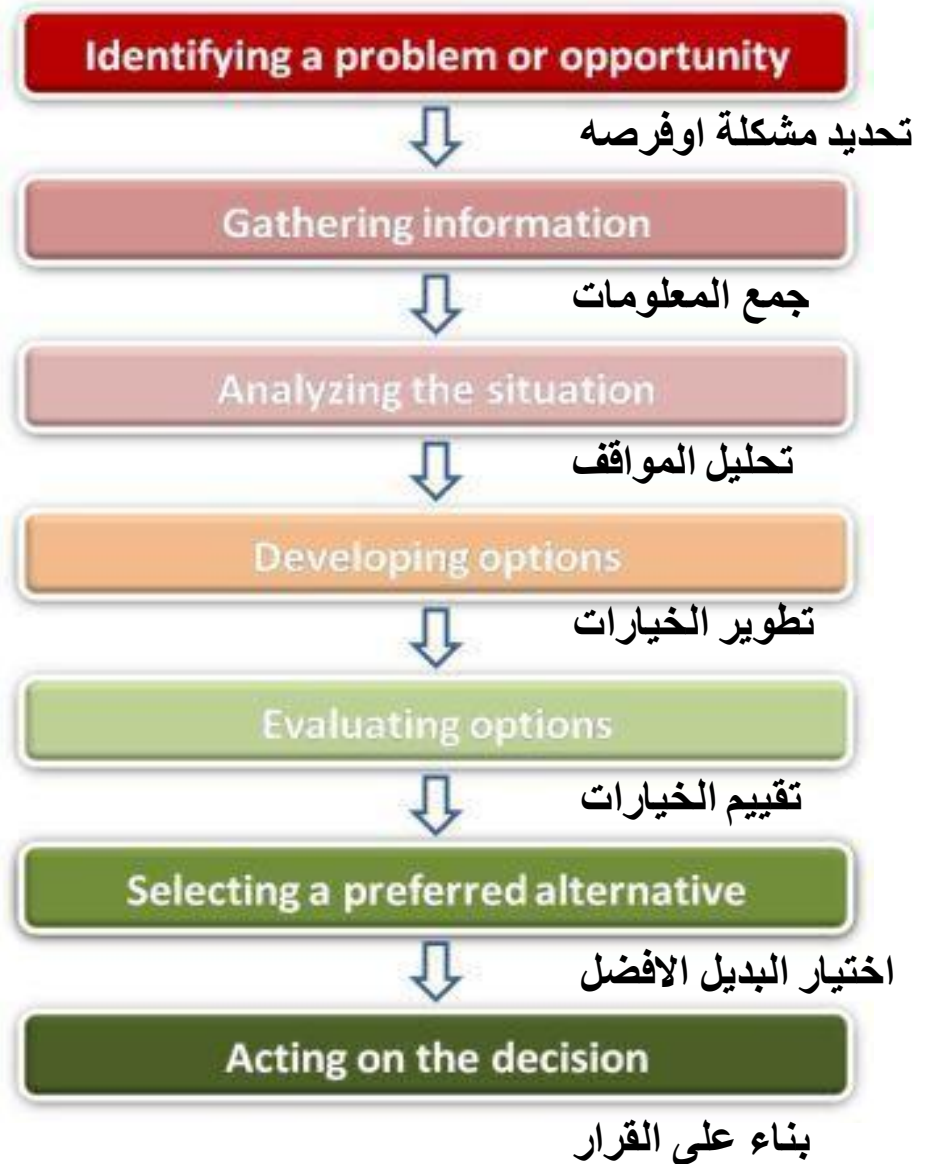 Identifying a problem or opportunity
تحديد مشكلة اوفرصه
Gathering information
جمع المعلومات
Analyzing the situation
تحليل المواقف
Developing options
تطوير الخيارات
Evaluating options
تقييم الخيارات
Selecting a preferred alternative
اختيار البديل الافضل
Acting on the decision
بناء على القرار